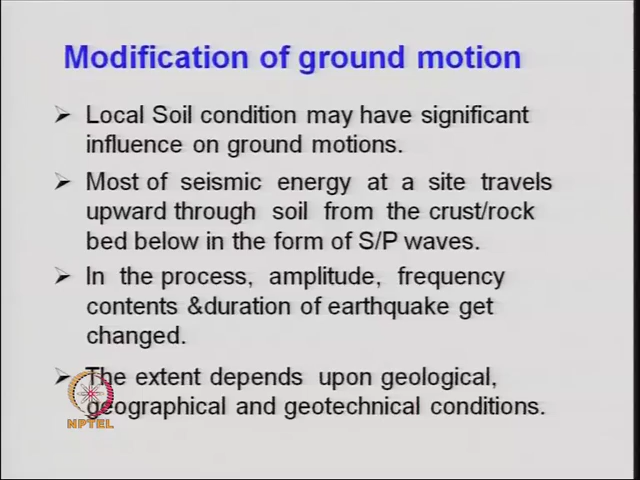 Modification of ground motion
Local Soil condition may have significant
influence on ground motions.
Most of seismic energy at a site travels
upward through soil from the crust/rock
bed below in the form of S/P waves.
In the process, amplitude, frequency
contents &duration of earthquake get
changed.
The extent depends upon geological,
geographical and geotechnical conditions.
NPTEL